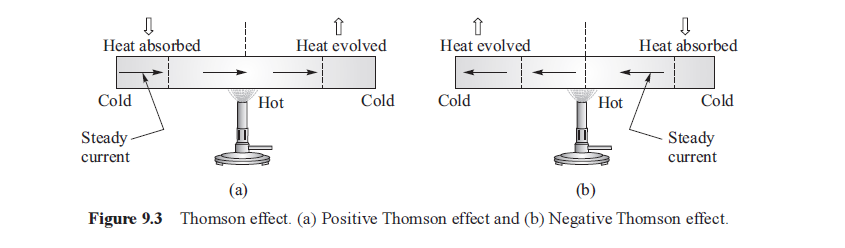 Heat absorbed Heat evolved Heat evolved Heat absorbed
Cold Hot Cold Cold Hot Cold
Steady current Steady current
(a) (b)
Figure 9.3 Thomson effect. (a) Positive Thomson effect and (b) Negative Thomson effect.